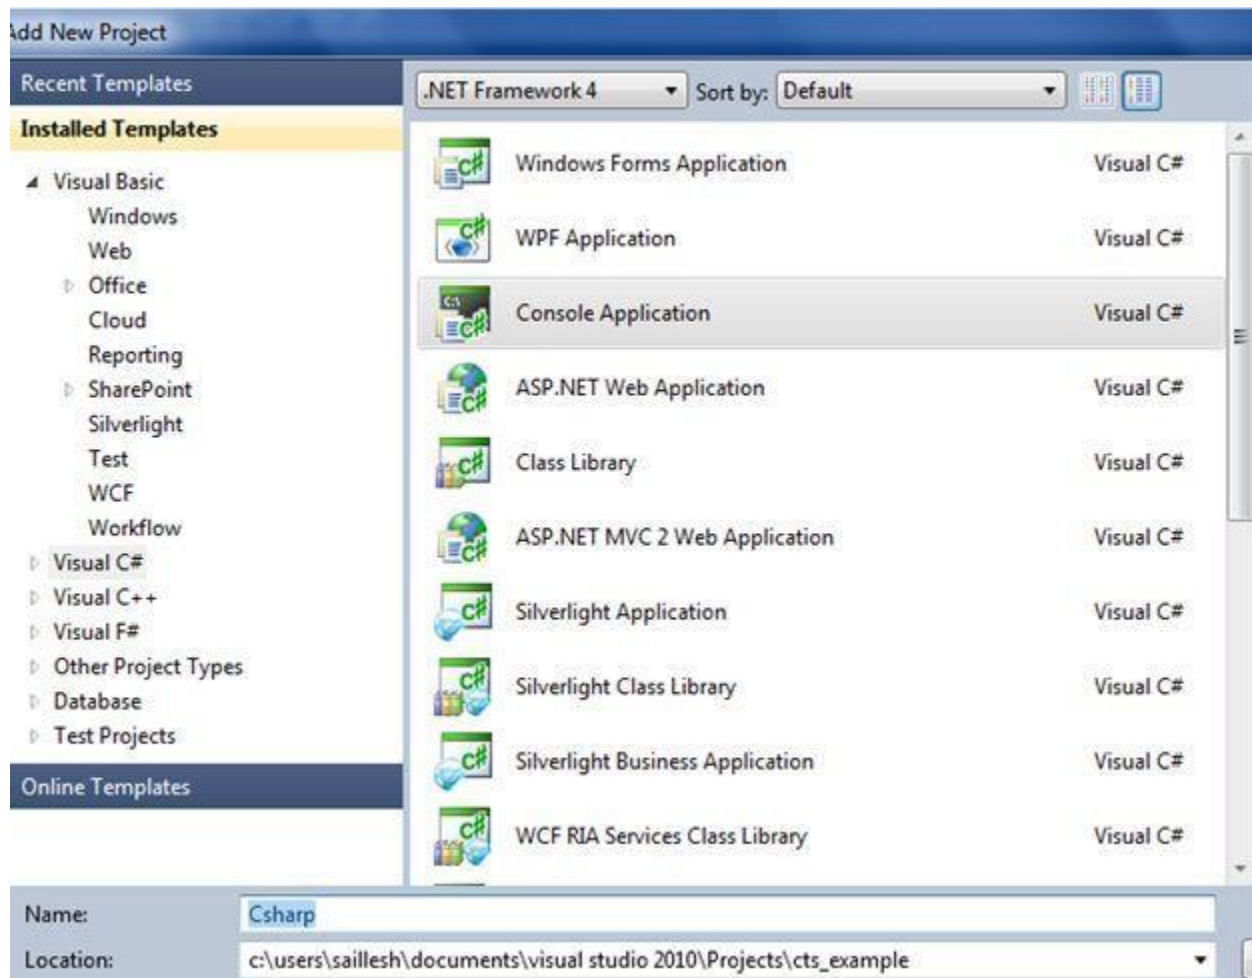 Add New Project
Recent Templates
Installed Templates
Visual Basic
Windows
Web
Office
Cloud
Reporting
SharePoint
Silverlight
Test
WCF
Workflow
Visual C#
Visual C++
Visual F#
Other Project Types
Database
Test Projects
Online Templates
.NET Framework 4 Sort by: Default
Windows Forms Application Visual C#
WPF Application Visual C#
Console Application Visual C#
ASP.NET Web Application Visual C#
Class Library Visual C#
ASP.NET MVC 2 Web Application Visual C#
Silverlight Application Visual C#
Silverlight Class Library Visual C#
Silverlight Business Application Visual C#
WCF RIA Services Class Library Visual C#
Name: Csharp
Location: c:\users\saillesh\documents\visual studio 2010\Projects\cts_example